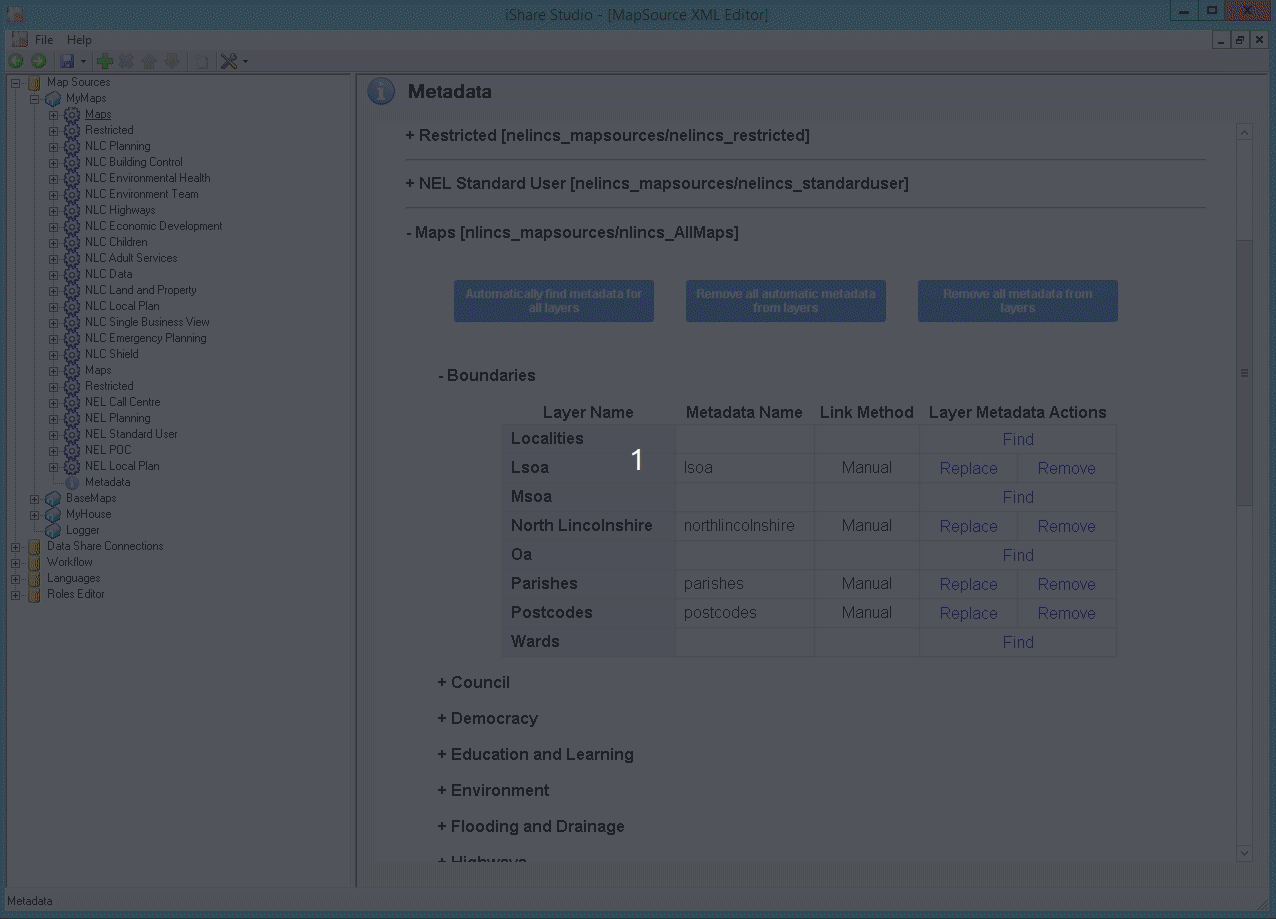 iShare Studio - [MapSource XML Editor]
File Help
Map Sources
MyMaps
Maps
Restricted
NLC Planning
NLC Building Control
NLC Environmental Health
NLC Environment Team
NLC Highways
NLC Economic Development
NLC Children
NLC Adult Services
NLC Data
NLC Land and Property
NLC Local Plan
NLC Single Business View
NLC Emergency Planning
NLC Shield
Maps
Restricted
NEL Call Centre
NEL Planning
NEL Standard User
NEL POC
NEL Local Plan
Metadata
BaseMaps
MyHouse
Logger
Data Share Connections
Workflow
Languages
Roles Editor
Metadata
+ Restricted [nelincs_mapsources/nelincs_restricted]
+ NEL Standard User [nelincs_mapsources/nelincs_standarduser]
- Maps [nlincs_mapsources/nlincs_AllMaps]
Automatically find metadata for all layers
Remove all automatic metadata from layers
Remove all metadata from layers
- Boundaries
Layer Name Metadata Name Link Method Layer Metadata Actions
Localities Find
Lsoa lsoa Manual Replace Remove
Msoa Find
North Lincolnshire northlincolnshire Manual Replace Remove
Oa Find
Parishes parishes Manual Replace Remove
Postcodes postcodes Manual Replace Remove
Wards Find
1
+ Council
+ Democracy
+ Education and Learning
+ Environment
+ Flooding and Drainage
+ Highways
Metadata